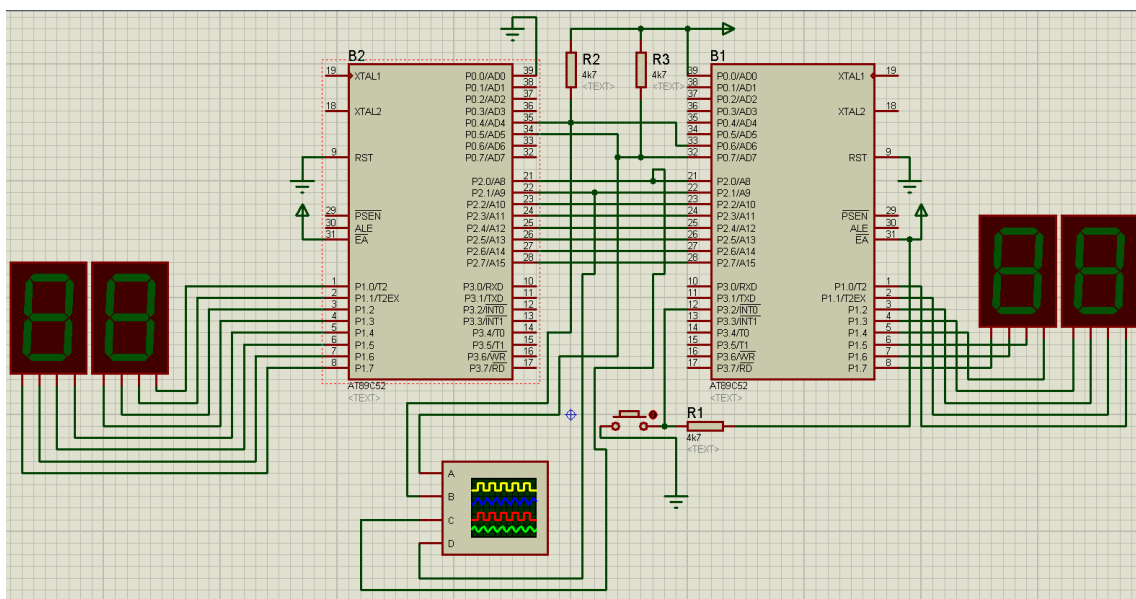 B2
19 XTAL1
18 XTAL2
9 RST
29 PSEN
30 ALE
31 EA
1 P1.0/T2
2 P1.1/T2EX
3 P1.2
4 P1.3
5 P1.4
6 P1.5
7 P1.6
8 P1.7
P0.0/AD0 39
P0.1/AD1 38
P0.2/AD2 37
P0.3/AD3 36
P0.4/AD4 35
P0.5/AD5 34
P0.6/AD6 33
P0.7/AD7 32
P2.0/A8 21
P2.1/A9 22
P2.2/A10 23
P2.3/A11 24
P2.4/A12 25
P2.5/A13 26
P2.6/A14 27
P2.7/A15 28
P3.0/RXD 10
P3.1/TXD 11
P3.2/INT0 12
P3.3/INT1 13
P3.4/T0 14
P3.5/T1 15
P3.6/WR 16
P3.7/RD 17
AT89C52
<TEXT>
R2
4k7
<TEXT>
R3
4k7
<TEXT>
B1
39 P0.0/AD0
38 P0.1/AD1
37 P0.2/AD2
36 P0.3/AD3
35 P0.4/AD4
34 P0.5/AD5
33 P0.6/AD6
32 P0.7/AD7
21 P2.0/A8
22 P2.1/A9
23 P2.2/A10
24 P2.3/A11
25 P2.4/A12
26 P2.5/A13
27 P2.6/A14
28 P2.7/A15
10 P3.0/RXD
11 P3.1/TXD
12 P3.2/INT0
13 P3.3/INT1
14 P3.4/T0
15 P3.5/T1
16 P3.6/WR
17 P3.7/RD
XTAL1 19
XTAL2 18
RST 9
PSEN 29
ALE 30
EA 31
P1.0/T2 1
P1.1/T2EX 2
P1.2 3
P1.3 4
P1.4 5
P1.5 6
P1.6 7
P1.7 8
AT89C52
<TEXT>
R1
4k7
<TEXT>
A
B
C
D